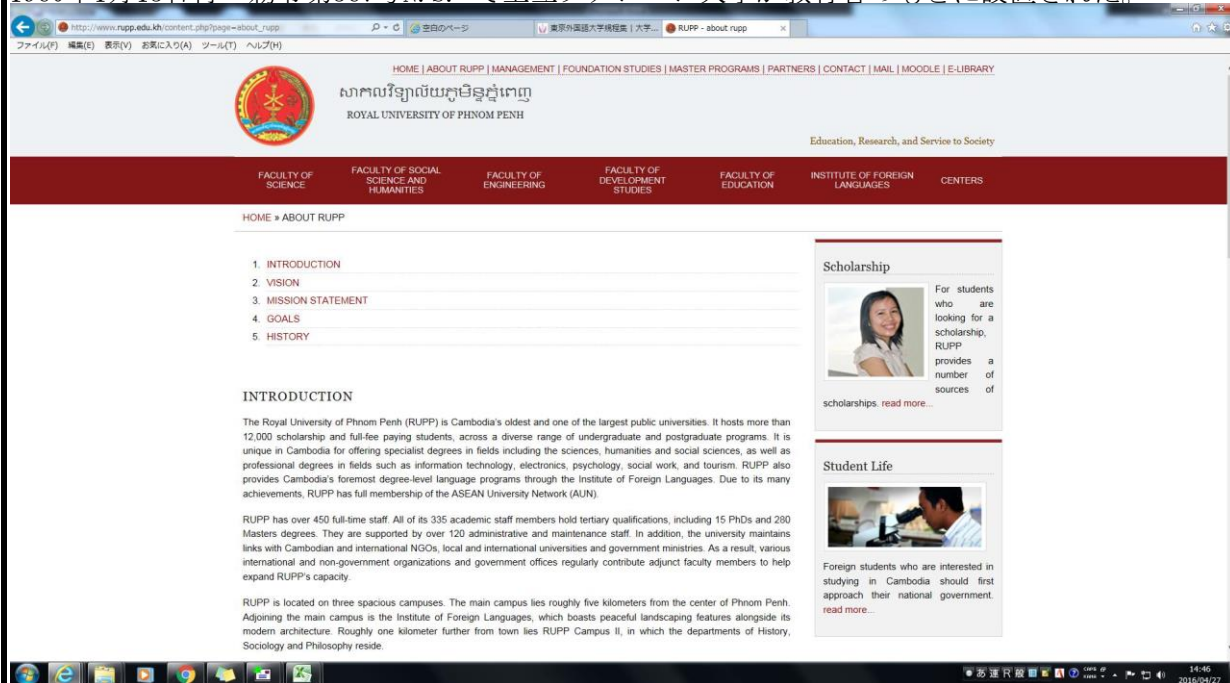 http://www.rupp.edu.kh/content.php?page=about_rupp
空白のページ
東京外国語大学規程集 | 大学...
RUPP - about rupp
ファイル(F) 編集(E) 表示(V) お気に入り(A) ツール(T) ヘルプ(H)
HOME | ABOUT RUPP | MANAGEMENT | FOUNDATION STUDIES | MASTER PROGRAMS | PARTNERS | CONTACT | MAIL | MOODLE | E-LIBRARY
សាកលវិទ្យាល័យភូមិន្ទភ្នំពេញ
ROYAL UNIVERSITY OF PHNOM PENH
Education, Research, and Service to Society
FACULTY OF SCIENCE
FACULTY OF SOCIAL SCIENCE AND HUMANITIES
FACULTY OF ENGINEERING
FACULTY OF DEVELOPMENT STUDIES
FACULTY OF EDUCATION
INSTITUTE OF FOREIGN LANGUAGES
CENTERS
HOME » ABOUT RUPP
1. INTRODUCTION
2. VISION
3. MISSION STATEMENT
4. GOALS
5. HISTORY
INTRODUCTION
The Royal University of Phnom Penh (RUPP) is Cambodia's oldest and one of the largest public universities. It hosts more than
12,000 scholarship and full-fee paying students, across a diverse range of undergraduate and postgraduate programs. It is
unique in Cambodia for offering specialist degrees in fields including the sciences, humanities and social sciences, as well as
professional degrees in fields such as information technology, electronics, psychology, social work, and tourism. RUPP also
provides Cambodia's foremost degree-level language programs through the Institute of Foreign Languages. Due to its many
achievements, RUPP has full membership of the ASEAN University Network (AUN).
RUPP has over 450 full-time staff. All of its 335 academic staff members hold tertiary qualifications, including 15 PhDs and 280
Masters degrees. They are supported by over 120 administrative and maintenance staff. In addition, the university maintains
links with Cambodian and international NGOs, local and international universities and government ministries. As a result, various
international and non-government organizations and government offices regularly contribute adjunct faculty members to help
expand RUPP's capacity.
RUPP is located on three spacious campuses. The main campus lies roughly five kilometers from the center of Phnom Penh.
Adjoining the main campus is the Institute of Foreign Languages, which boasts peaceful landscaping features alongside its
modern architecture. Roughly one kilometer further from town lies RUPP Campus II, in which the departments of History,
Sociology and Philosophy reside.
Scholarship
For students
who are
looking for a
scholarship,
RUPP
provides a
number of
sources of
scholarships. read more...
Student Life
Foreign students who are interested in
studying in Cambodia should first
approach their national government.
read more...
14:46
2016/04/27